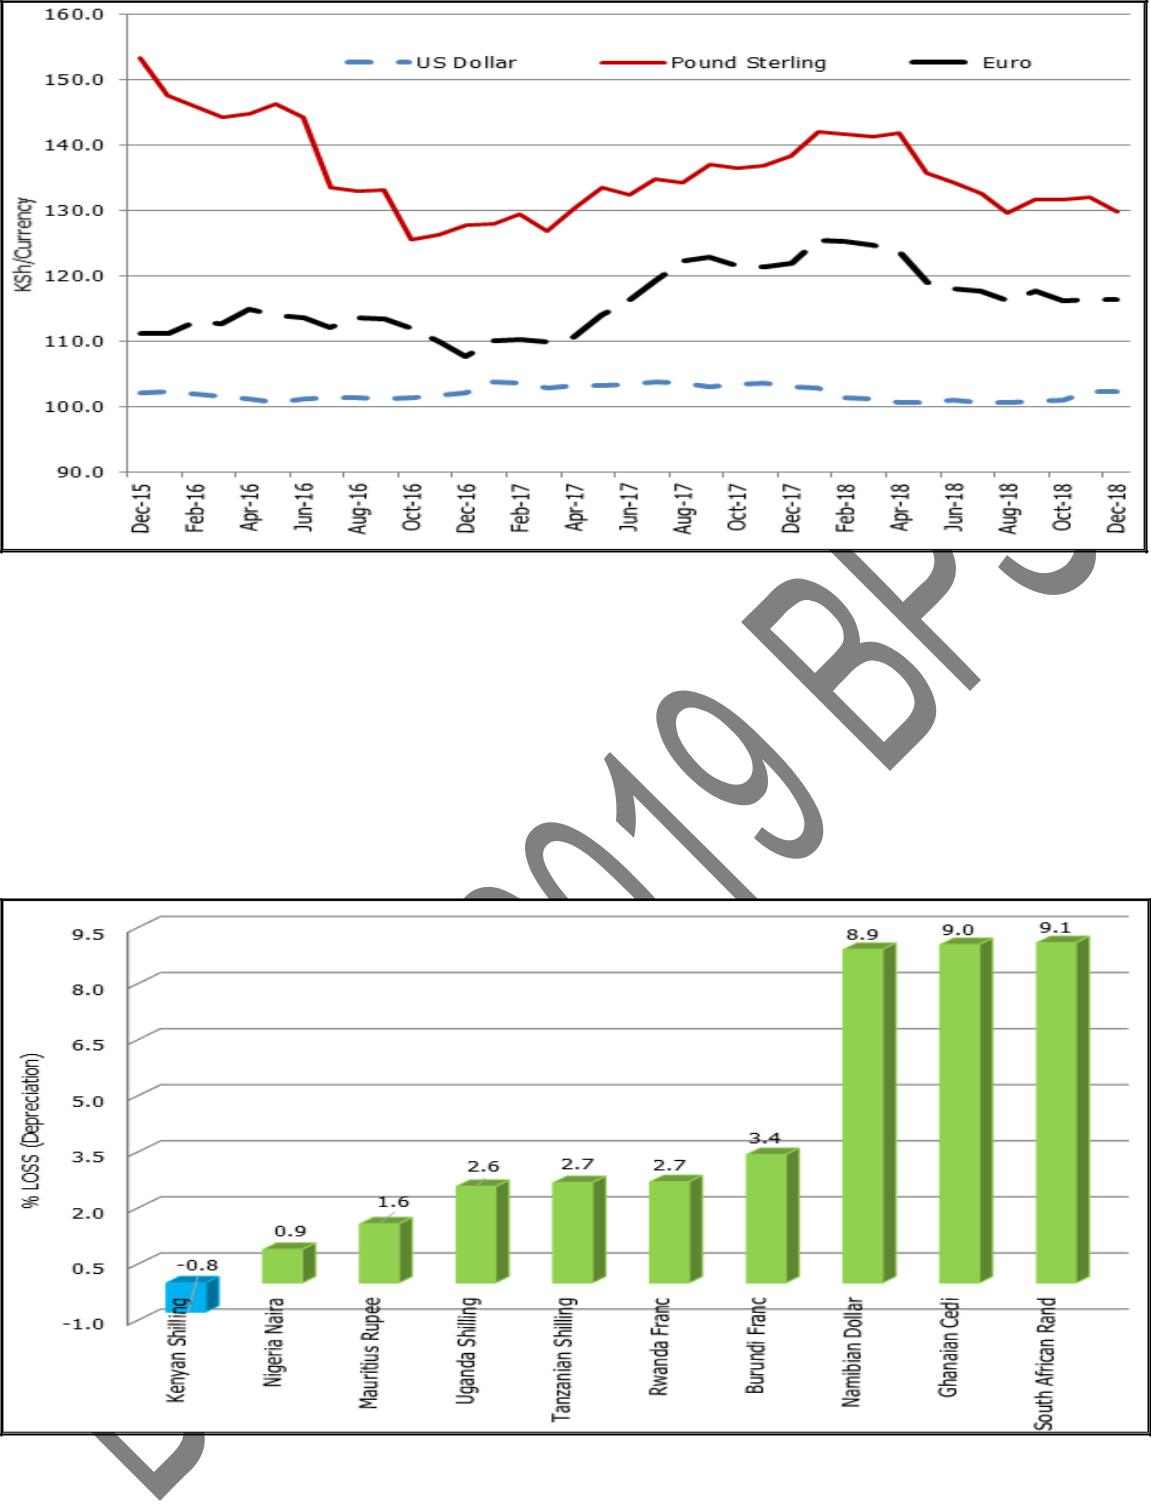 160.0
US Dollar Pound Sterling Euro
150.0
140.0
130.0
120.0
110.0
100.0
90.0
KSh/Currency
Dec-15 Feb-16 Apr-16 Jun-16 Aug-16 Oct-16 Dec-16 Feb-17 Apr-17 Jun-17 Aug-17 Oct-17 Dec-17 Feb-18 Apr-18 Jun-18 Aug-18 Oct-18 Dec-18
2019 BPS
9.5
8.0
6.5
5.0
3.5
2.0
0.5
-1.0
% LOSS (Depreciation)
-0.8 0.9 1.6 2.6 2.7 2.7 3.4 8.9 9.0 9.1
Kenyan Shilling
Nigeria Naira
Mauritius Rupee
Uganda Shilling
Tanzanian Shilling
Rwanda Franc
Burundi Franc
Namibian Dollar
Ghanaian Cedi
South African Rand